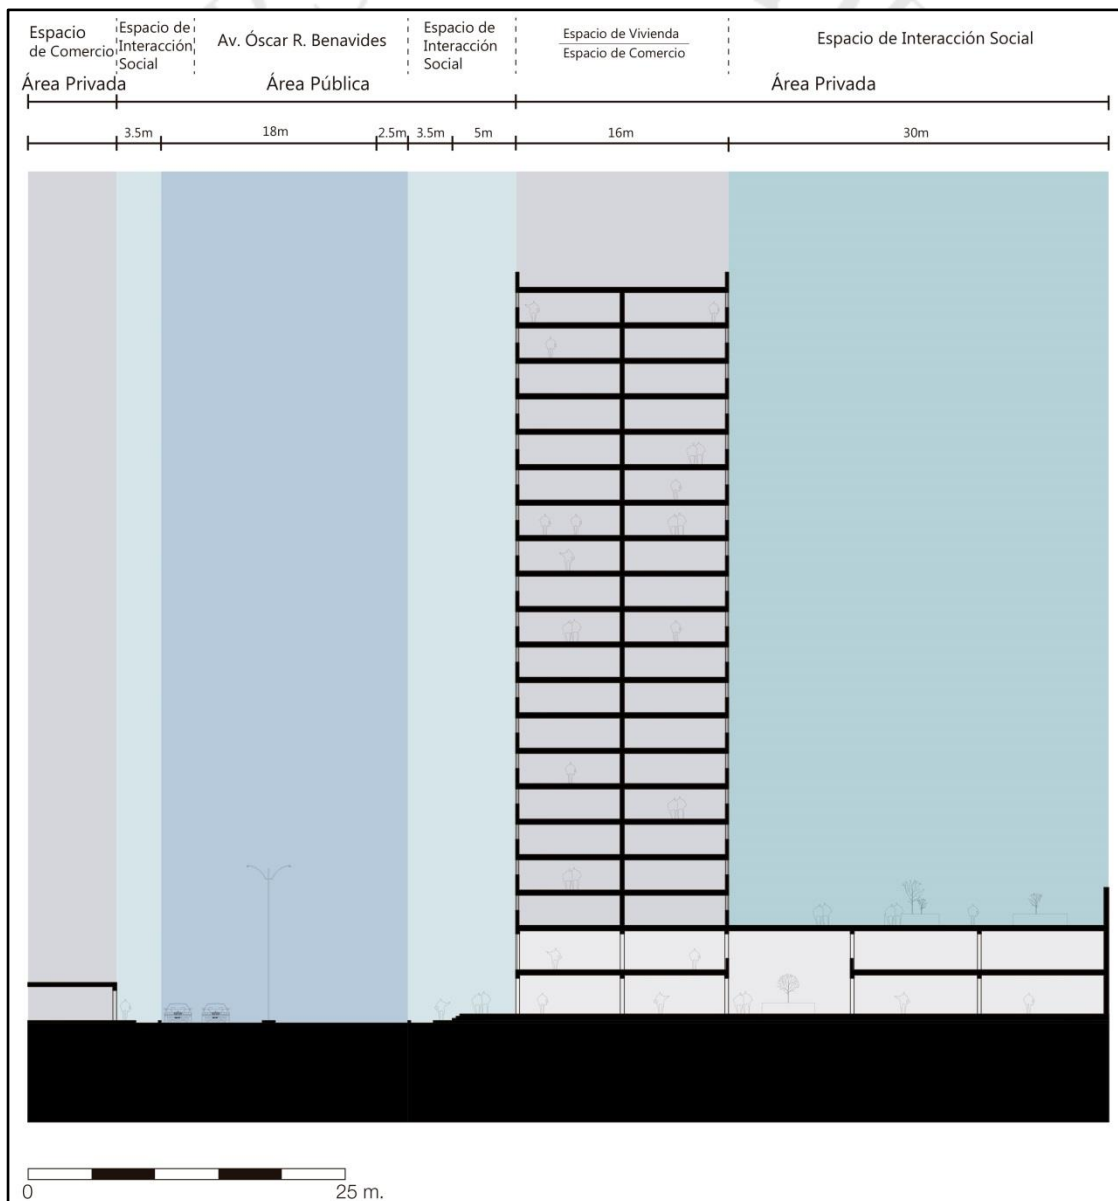 Espacio
de Comercio
Espacio de
Interacción
Social
Av. Óscar R. Benavides
Espacio de
Interacción
Social
Espacio de Vivienda
Espacio de Comercio
Espacio de Interacción Social
Área Privada
Área Pública
Área Privada
3.5m
18m
2.5m
3.5m
5m
16m
30m
0
25 m.